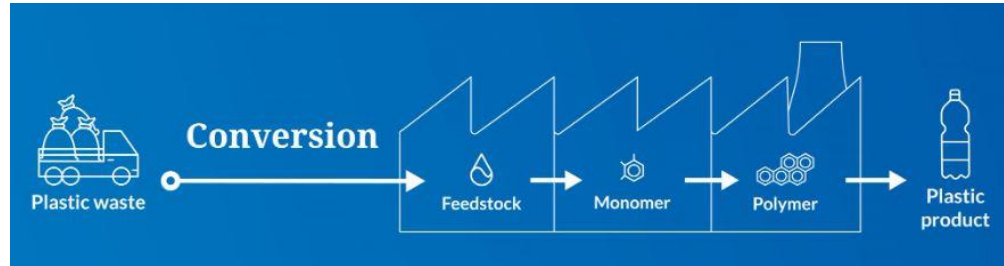 Conversion
Plastic waste
Feedstock
Monomer
Polymer
Plastic
product